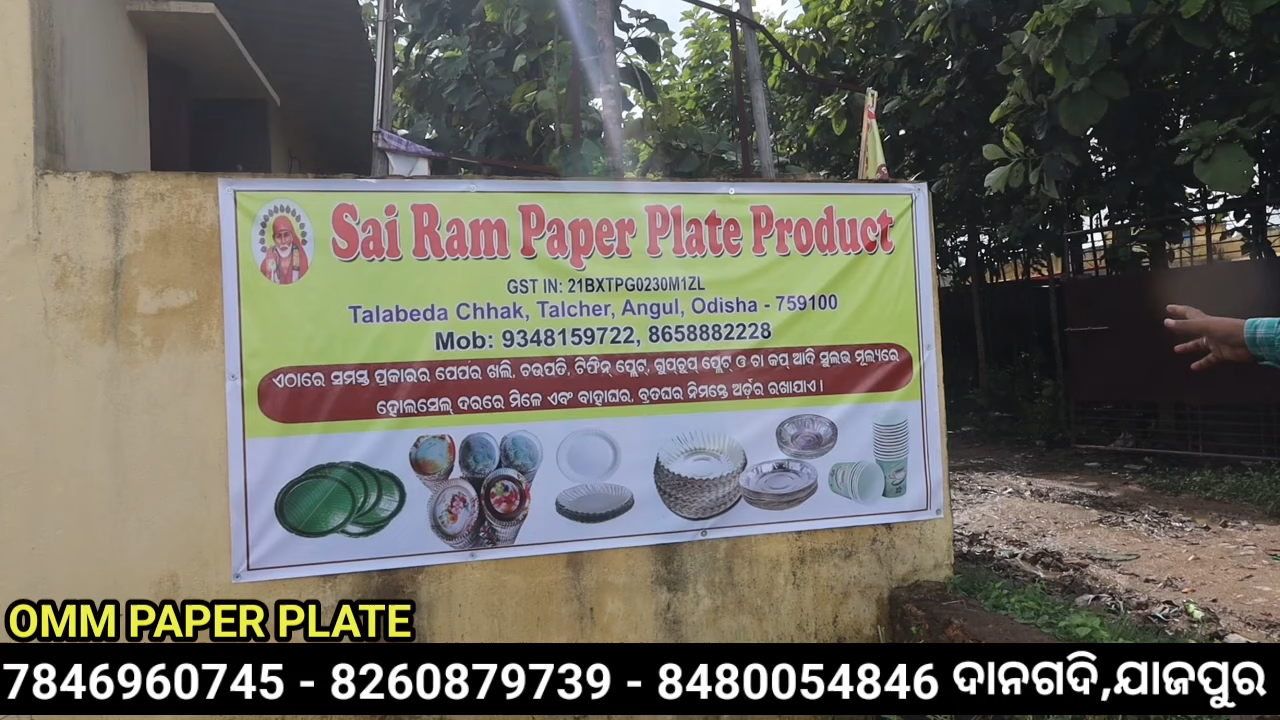 Sai Ram Paper Plate Product
GST IN: 21BXTPG0230M1ZL
Talabeda Chhak, Talcher, Angul, Odisha - 759100
Mob: 9348159722, 8658882228
ଏଠାରେ ସମସ୍ତ ପ୍ରକାରର ପେପର ଖଲି, ଚଉପତି, ଟିଫିନ୍ ପ୍ଲେଟ୍, ଗୁପ୍‌ଚୁପ୍ ପ୍ଲେଟ୍ ଓ ଚା କପ୍ ଆଦି ସୁଲଭ ମୂଲ୍ୟରେ
ହୋଲସେଲ୍ ଦରରେ ମିଳେ ଏବଂ ବାହାଘର, ବ୍ରତଘର ନିମନ୍ତେ ଅର୍ଡ଼ର ରଖାଯାଏ ।
OMM PAPER PLATE
7846960745 - 8260879739 - 8480054846 ଦାନଗଦି,ଯାଜପୁର